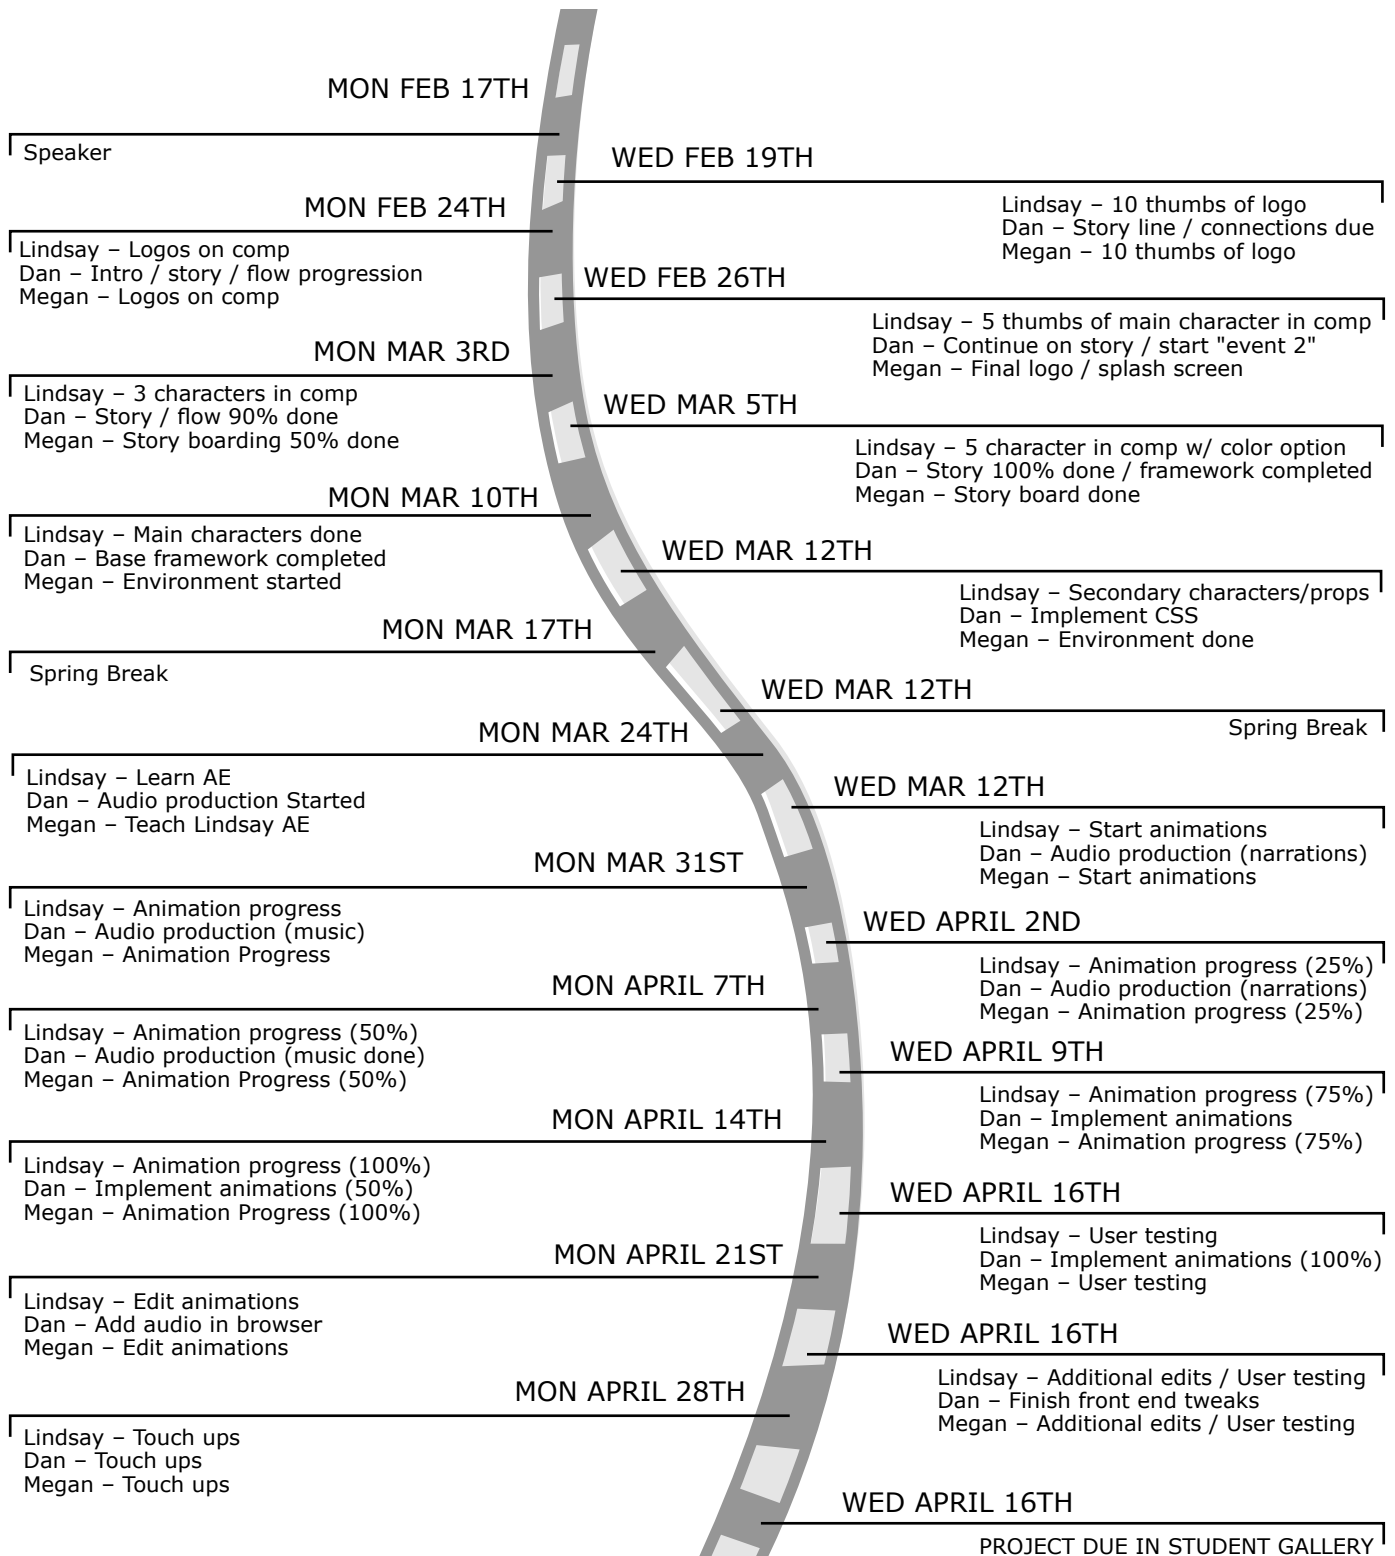 MON FEB 17TH
Speaker
WED FEB 19TH
Lindsay – 10 thumbs of logo
Dan – Story line / connections due
Megan – 10 thumbs of logo
MON FEB 24TH
Lindsay – Logos on comp
Dan – Intro / story / flow progression
Megan – Logos on comp
WED FEB 26TH
Lindsay – 5 thumbs of main character in comp
Dan – Continue on story / start "event 2"
Megan – Final logo / splash screen
MON MAR 3RD
Lindsay – 3 characters in comp
Dan – Story / flow 90% done
Megan – Story boarding 50% done
WED MAR 5TH
Lindsay – 5 character in comp w/ color option
Dan – Story 100% done / framework completed
Megan – Story board done
MON MAR 10TH
Lindsay – Main characters done
Dan – Base framework completed
Megan – Environment started
WED MAR 12TH
Lindsay – Secondary characters/props
Dan – Implement CSS
Megan – Environment done
MON MAR 17TH
Spring Break
WED MAR 12TH
Spring Break
MON MAR 24TH
Lindsay – Learn AE
Dan – Audio production Started
Megan – Teach Lindsay AE
WED MAR 12TH
Lindsay – Start animations
Dan – Audio production (narrations)
Megan – Start animations
MON MAR 31ST
Lindsay – Animation progress
Dan – Audio production (music)
Megan – Animation Progress
WED APRIL 2ND
Lindsay – Animation progress (25%)
Dan – Audio production (narrations)
Megan – Animation progress (25%)
MON APRIL 7TH
Lindsay – Animation progress (50%)
Dan – Audio production (music done)
Megan – Animation Progress (50%)
WED APRIL 9TH
Lindsay – Animation progress (75%)
Dan – Implement animations
Megan – Animation progress (75%)
MON APRIL 14TH
Lindsay – Animation progress (100%)
Dan – Implement animations (50%)
Megan – Animation Progress (100%)
WED APRIL 16TH
Lindsay – User testing
Dan – Implement animations (100%)
Megan – User testing
MON APRIL 21ST
Lindsay – Edit animations
Dan – Add audio in browser
Megan – Edit animations
WED APRIL 16TH
Lindsay – Additional edits / User testing
Dan – Finish front end tweaks
Megan – Additional edits / User testing
MON APRIL 28TH
Lindsay – Touch ups
Dan – Touch ups
Megan – Touch ups
WED APRIL 16TH
PROJECT DUE IN STUDENT GALLERY